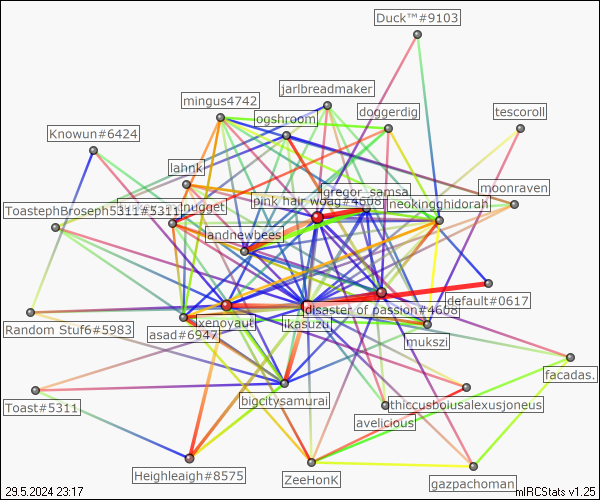 Duck™#9103
jarlbreadmaker
mingus4742
doggerdig
tescoroll
ogshroom
Knowun#6424
lahnk
gregor_samsa
moonraven
pink hair woag#4608
neokingghidorah
ToastephBroseph5311#5311
nugget
andnewbees
default#0617
disaster of passion#4608
xenovault
ikasuzu
Random Stuf6#5983
asad#6947
mukszi
facadas.
bigcitysamurai
thiccusboiusalexusjoneus
Toast#5311
avelicious
Heighleaigh#8575
ZeeHonK
gazpachoman
29.5.2024 23:17
mIRCStats v1.25